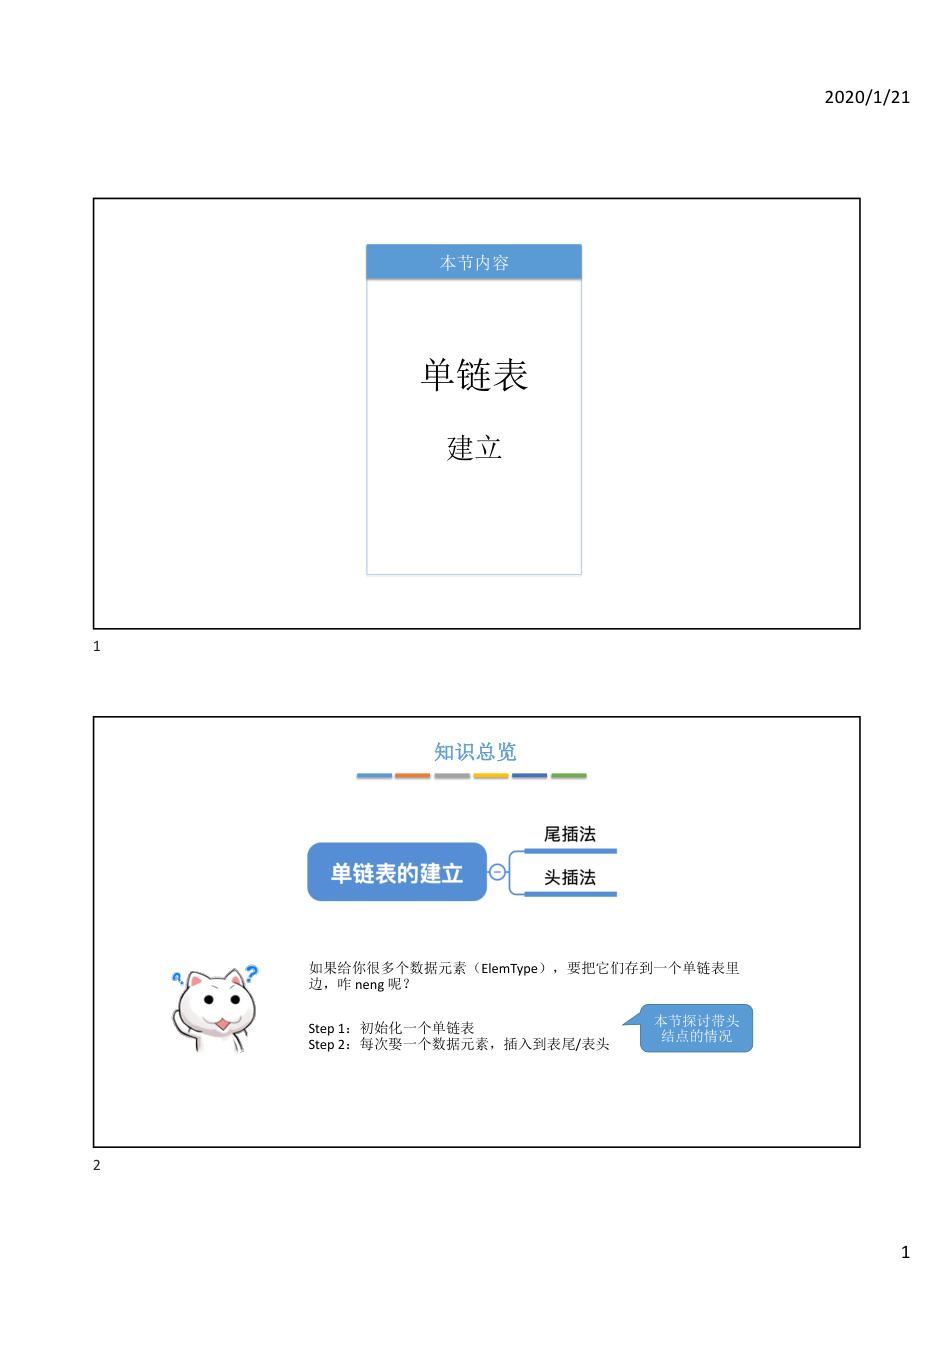 2020/1/21
本节内容
单链表
建立
1
知识总览
尾插法
单链表的建立
头插法
如果给你很多个数据元素（ElemType），要把它们存到一个单链表里
边，咋 neng 呢？
Step 1：初始化一个单链表
Step 2：每次娶一个数据元素，插入到表尾/表头
本节探讨带头
结点的情况
2
1